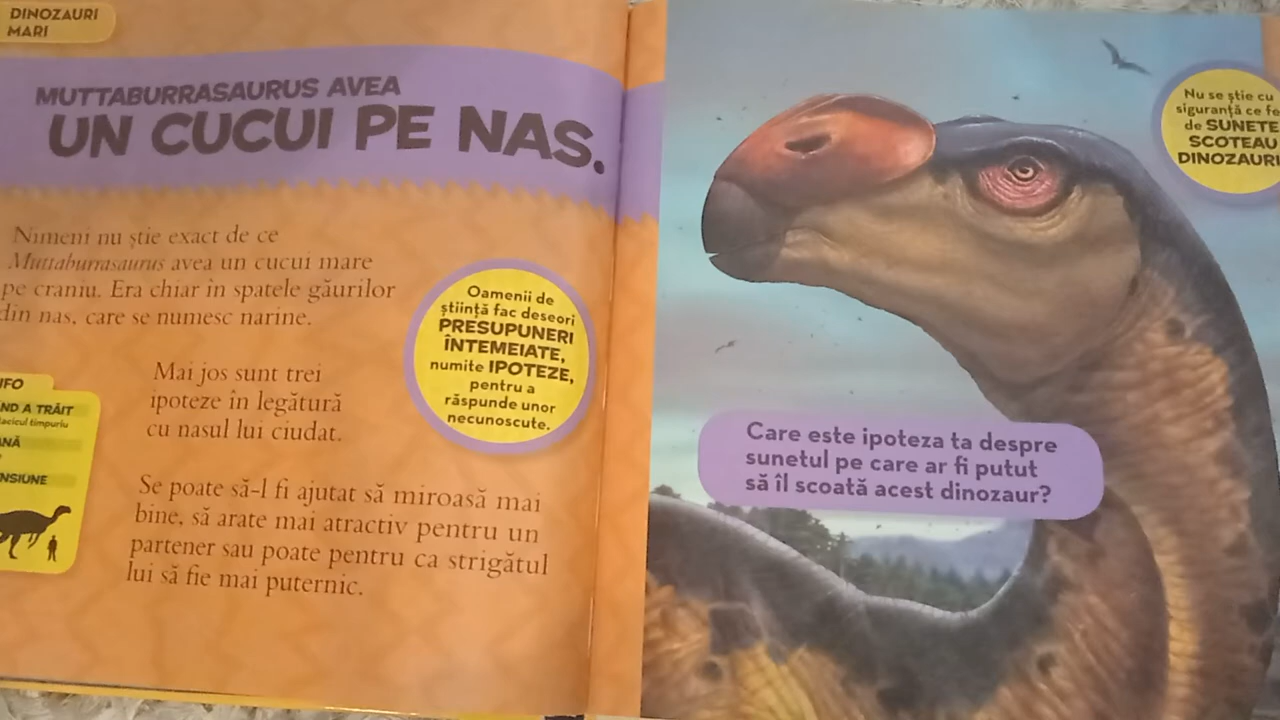 DINOZAURI
MARI
MUTTABURRASAURUS AVEA
UN CUCUI PE NAS.
Nimeni nu știe exact de ce
Muttaburrasaurus avea un cucui mare
pe craniu. Era chiar în spatele găurilor
din nas, care se numesc narine.
Oamenii de
știință fac deseori
PRESUPUNERI
ÎNTEMEIATE,
numite IPOTEZE,
pentru a
răspunde unor
necunoscute.
Mai jos sunt trei
ipoteze în legătură
cu nasul lui ciudat.
Se poate să-l fi ajutat să miroasă mai
bine, să arate mai atractiv pentru un
partener sau poate pentru ca strigătul
lui să fie mai puternic.
TRĂIT
timpuriu
Nu se știe cu
siguranță ce
de SUNETE
SCOTEAU
DINOZAURI
Care este ipoteza ta despre
sunetul pe care ar fi putut
să îl scoată acest dinozaur?